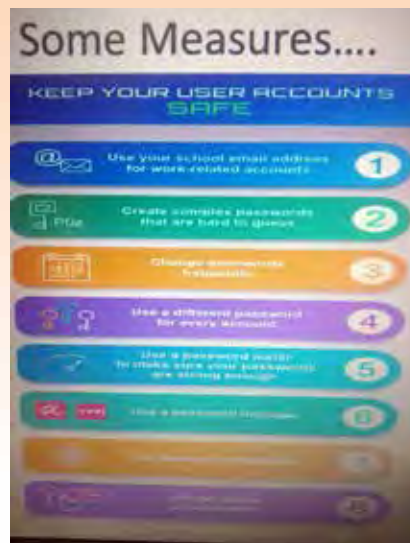 Some Measures....
KEEP YOUR USER ACCOUNTS
SAFE
Use your school email address
for work-related accounts
1
Create complex passwords
that are hard to guess
2
Change passwords
frequently
3
Use a different password
for every account
4
Use a password meter
to make sure your passwords
are strong enough
5
Use a password manager
6
7
8